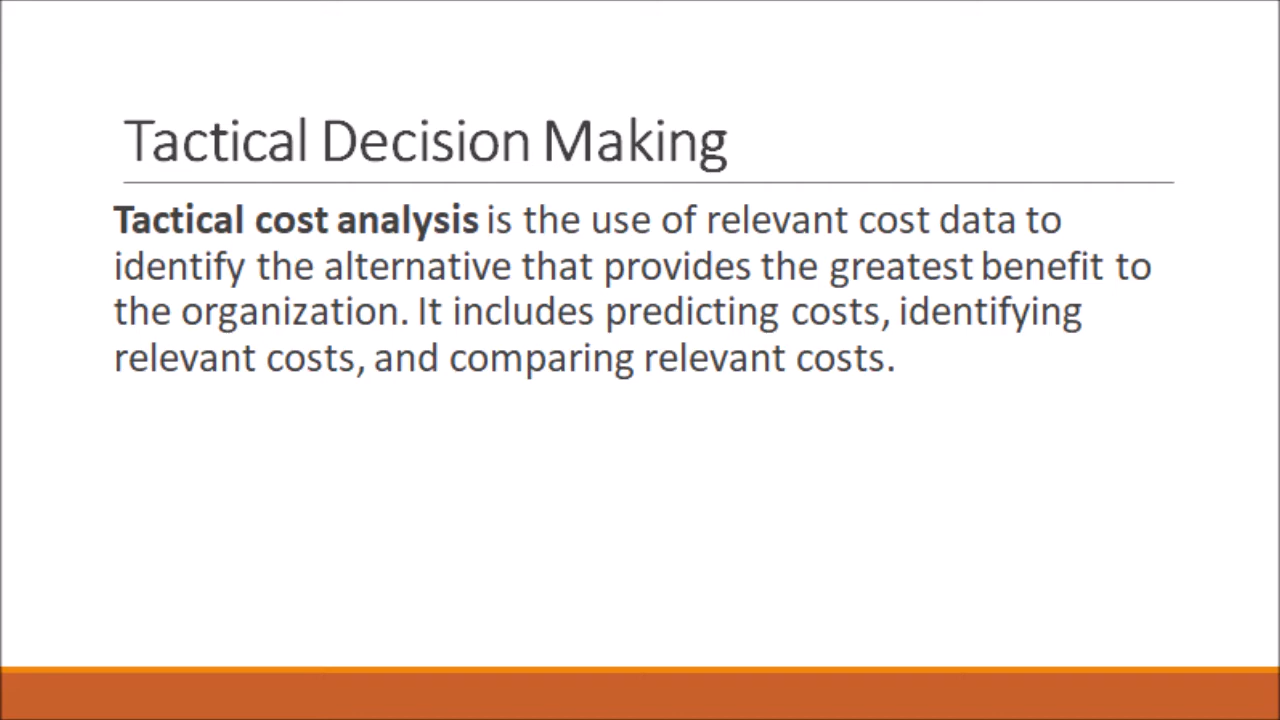 Tactical Decision Making
Tactical cost analysis is the use of relevant cost data to
identify the alternative that provides the greatest benefit to
the organization. It includes predicting costs, identifying
relevant costs, and comparing relevant costs.